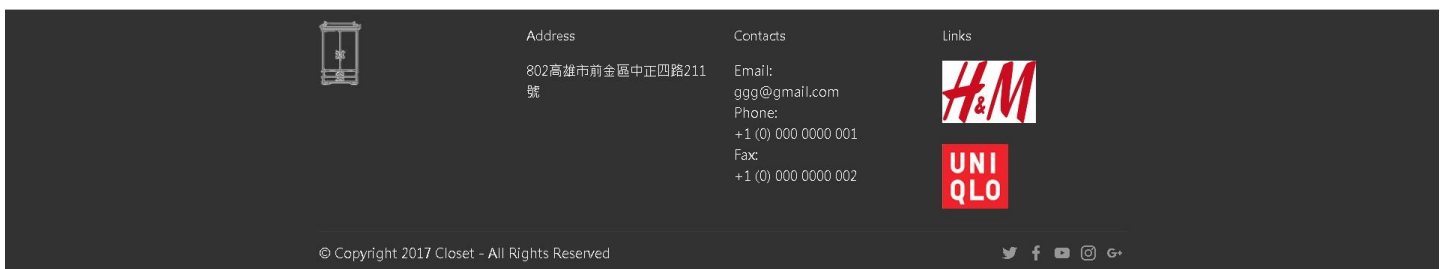 Address
802高雄市前金區中正四路211
號
Contacts
Email:
ggg@gmail.com
Phone:
+1 (0) 000 0000 001
Fax:
+1 (0) 000 0000 002
Links
H&M
UNI
QLO
© Copyright 2017 Closet - All Rights Reserved
G+